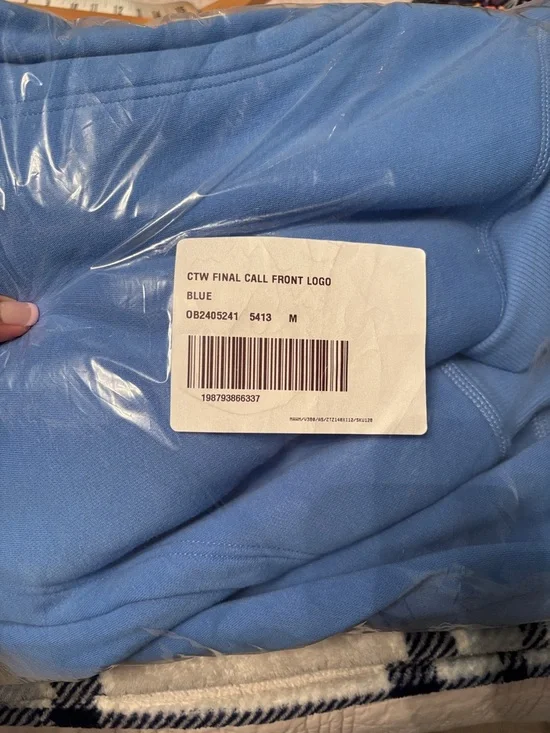 CTW FINAL CALL FRONT LOGO
BLUE
OB2405241 5413 M
198793866337